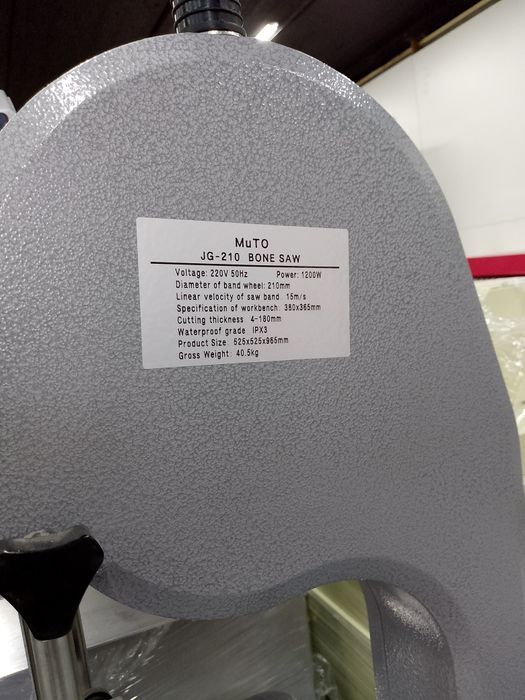 MuTO
JG-210 BONE SAW
Voltage: 220V 50Hz Power: 1200W
Diameter of band wheel: 210mm
Linear velocity of saw band: 15m/s
Specification of workbench: 380x365mm
Cutting thickness: 4-180mm
Waterproof grade: IPX3
Product Size: 525x525x965mm
Gross Weight: 40.5kg